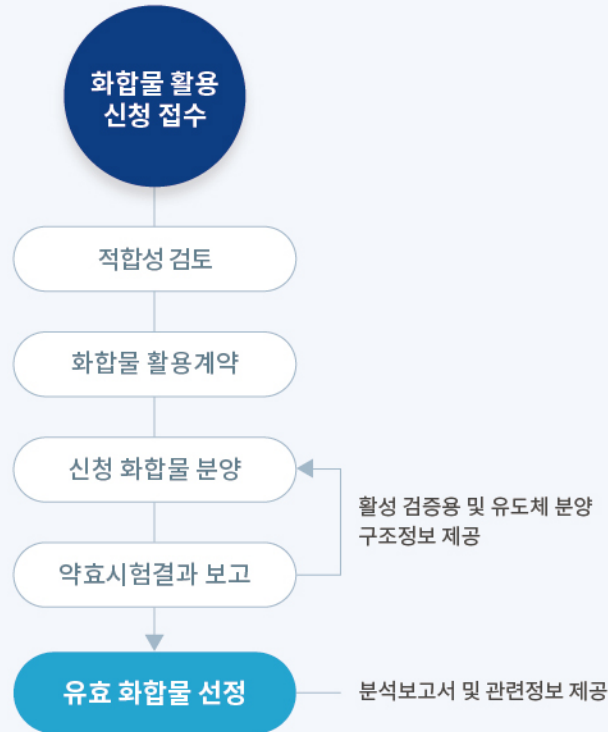 화합물 활용
신청 접수
적합성 검토
화합물 활용계약
신청 화합물 분양
활성 검증용 및 유도체 분양
구조정보 제공
약효시험결과 보고
유효 화합물 선정
분석보고서 및 관련정보 제공